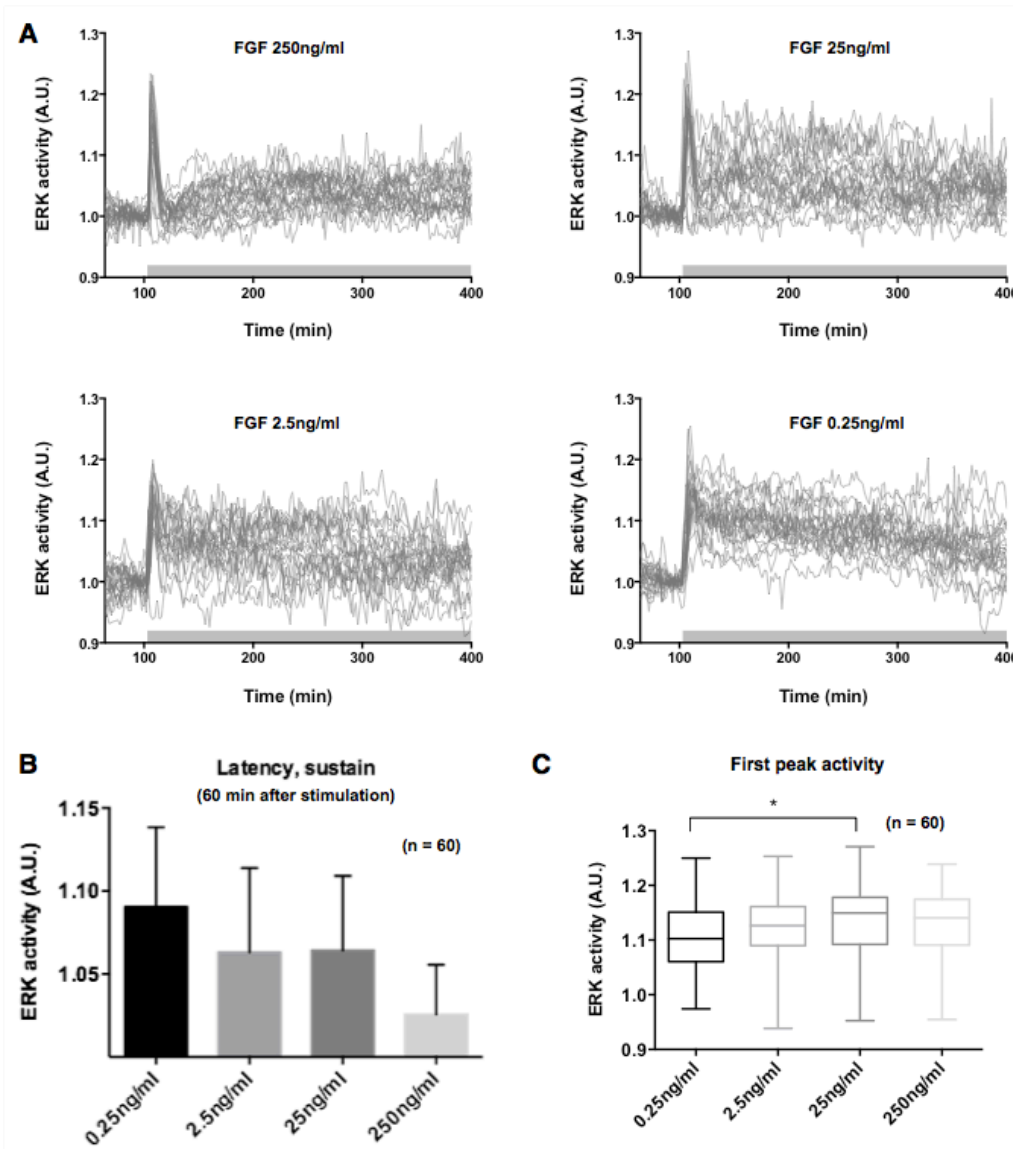 A
FGF 250ng/ml
ERK activity (A.U.)
1.3
1.2
1.1
1.0
0.9
100 200 300 400
Time (min)
FGF 25ng/ml
ERK activity (A.U.)
1.3
1.2
1.1
1.0
0.9
100 200 300 400
Time (min)
FGF 2.5ng/ml
ERK activity (A.U.)
1.3
1.2
1.1
1.0
0.9
100 200 300 400
Time (min)
FGF 0.25ng/ml
ERK activity (A.U.)
1.3
1.2
1.1
1.0
0.9
100 200 300 400
Time (min)
B
Latency, sustain
(60 min after stimulation)
(n = 60)
ERK activity (A.U.)
1.15
1.10
1.05
0.25ng/ml 2.5ng/ml 25ng/ml 250ng/ml
C
First peak activity
*
(n = 60)
ERK activity (A.U.)
1.3
1.2
1.1
1.0
0.9
0.25ng/ml 2.5ng/ml 25ng/ml 250ng/ml